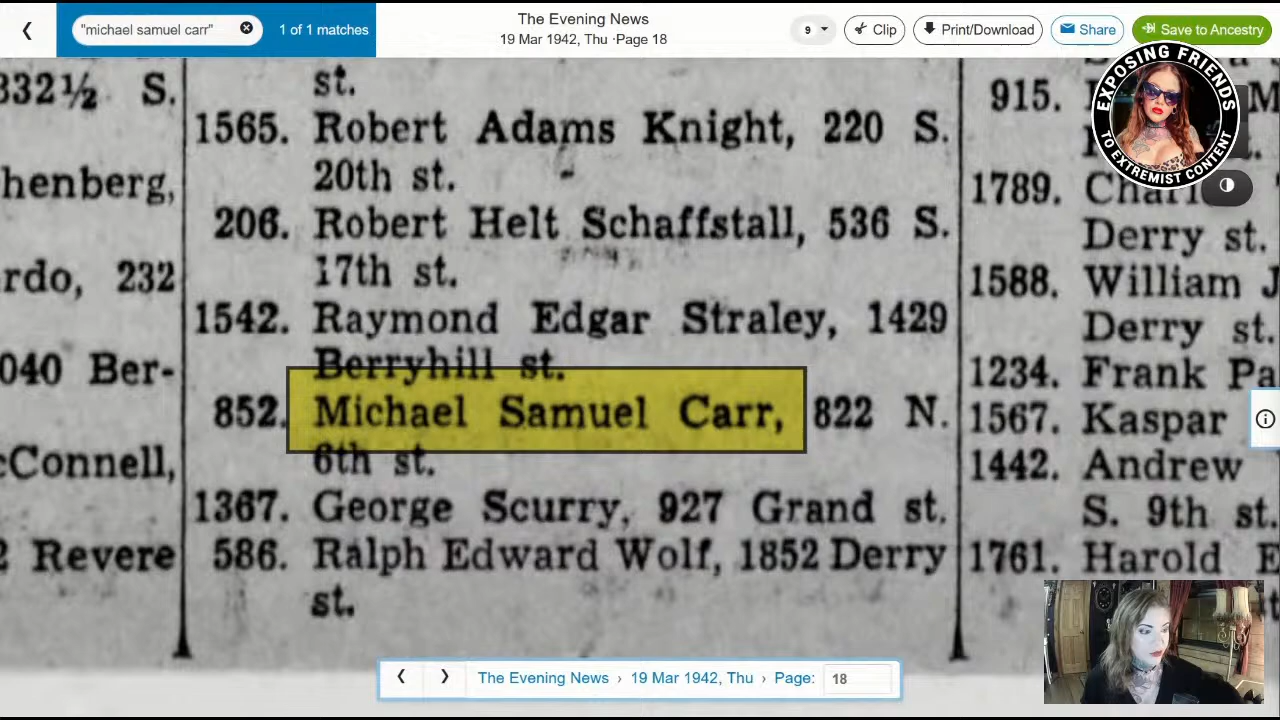 "michael samuel carr"
1 of 1 matches
The Evening News
19 Mar 1942, Thu · Page 18
9
Clip
Print/Download
Share
Save to Ancestry
EXPOSING FRIENDS
TO EXTREMIST CONTENT
332½ S.
henberg,
rdo, 232
040 Ber-
cConnell,
2 Revere
st.
1565. Robert Adams Knight, 220 S.
20th st.
206. Robert Helt Schaffstall, 536 S.
17th st.
1542. Raymond Edgar Straley, 1429
Berryhill st.
852. Michael Samuel Carr, 822 N.
6th st.
1367. George Scurry, 927 Grand st.
586. Ralph Edward Wolf, 1852 Derry
st.
915.
1789.
Derry st.
1588. William J
Derry st.
1234. Frank Pa
1567. Kaspar
1442. Andrew
S. 9th st.
1761. Harold E
The Evening News › 19 Mar 1942, Thu › Page: 18